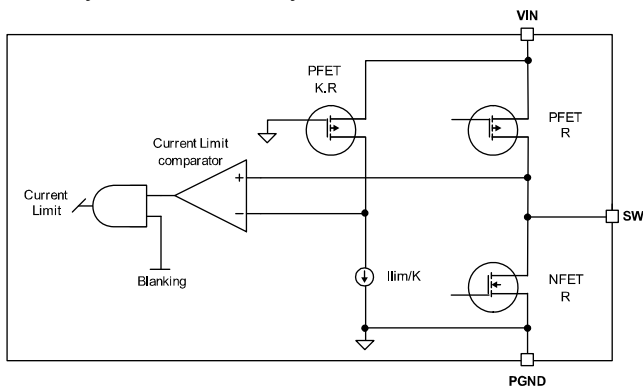 VIN
PFET
K.R
PFET
R
Current Limit
comparator
+
−
Current
Limit
SW
Ilim/K
NFET
R
Blanking
PGND